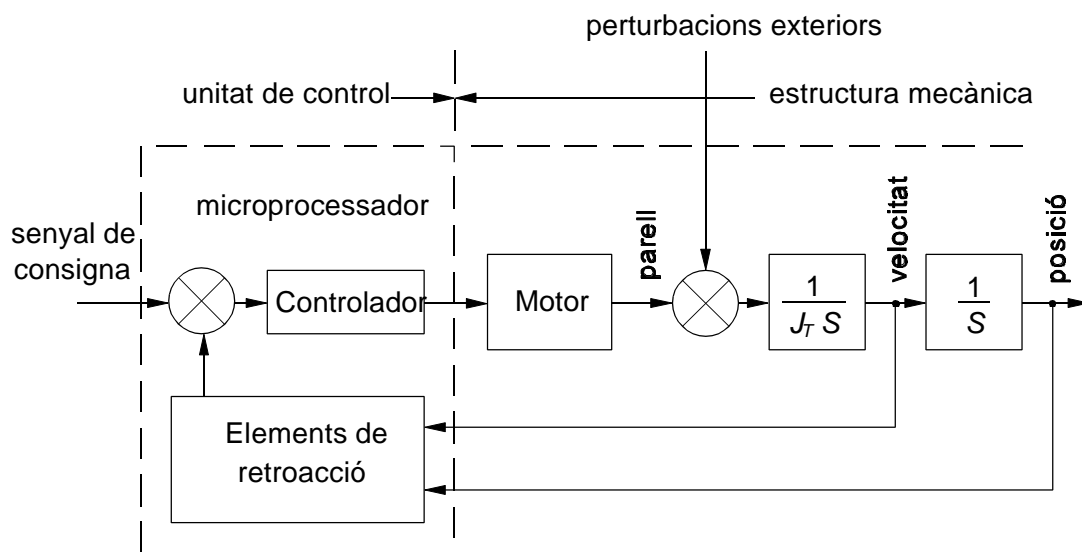 perturbacions exteriors
unitat de control
estructura mecànica
microprocessador
senyal de
consigna
Controlador
Motor
parell
1
J_T S
velocitat
1
S
posició
Elements de
retroacció